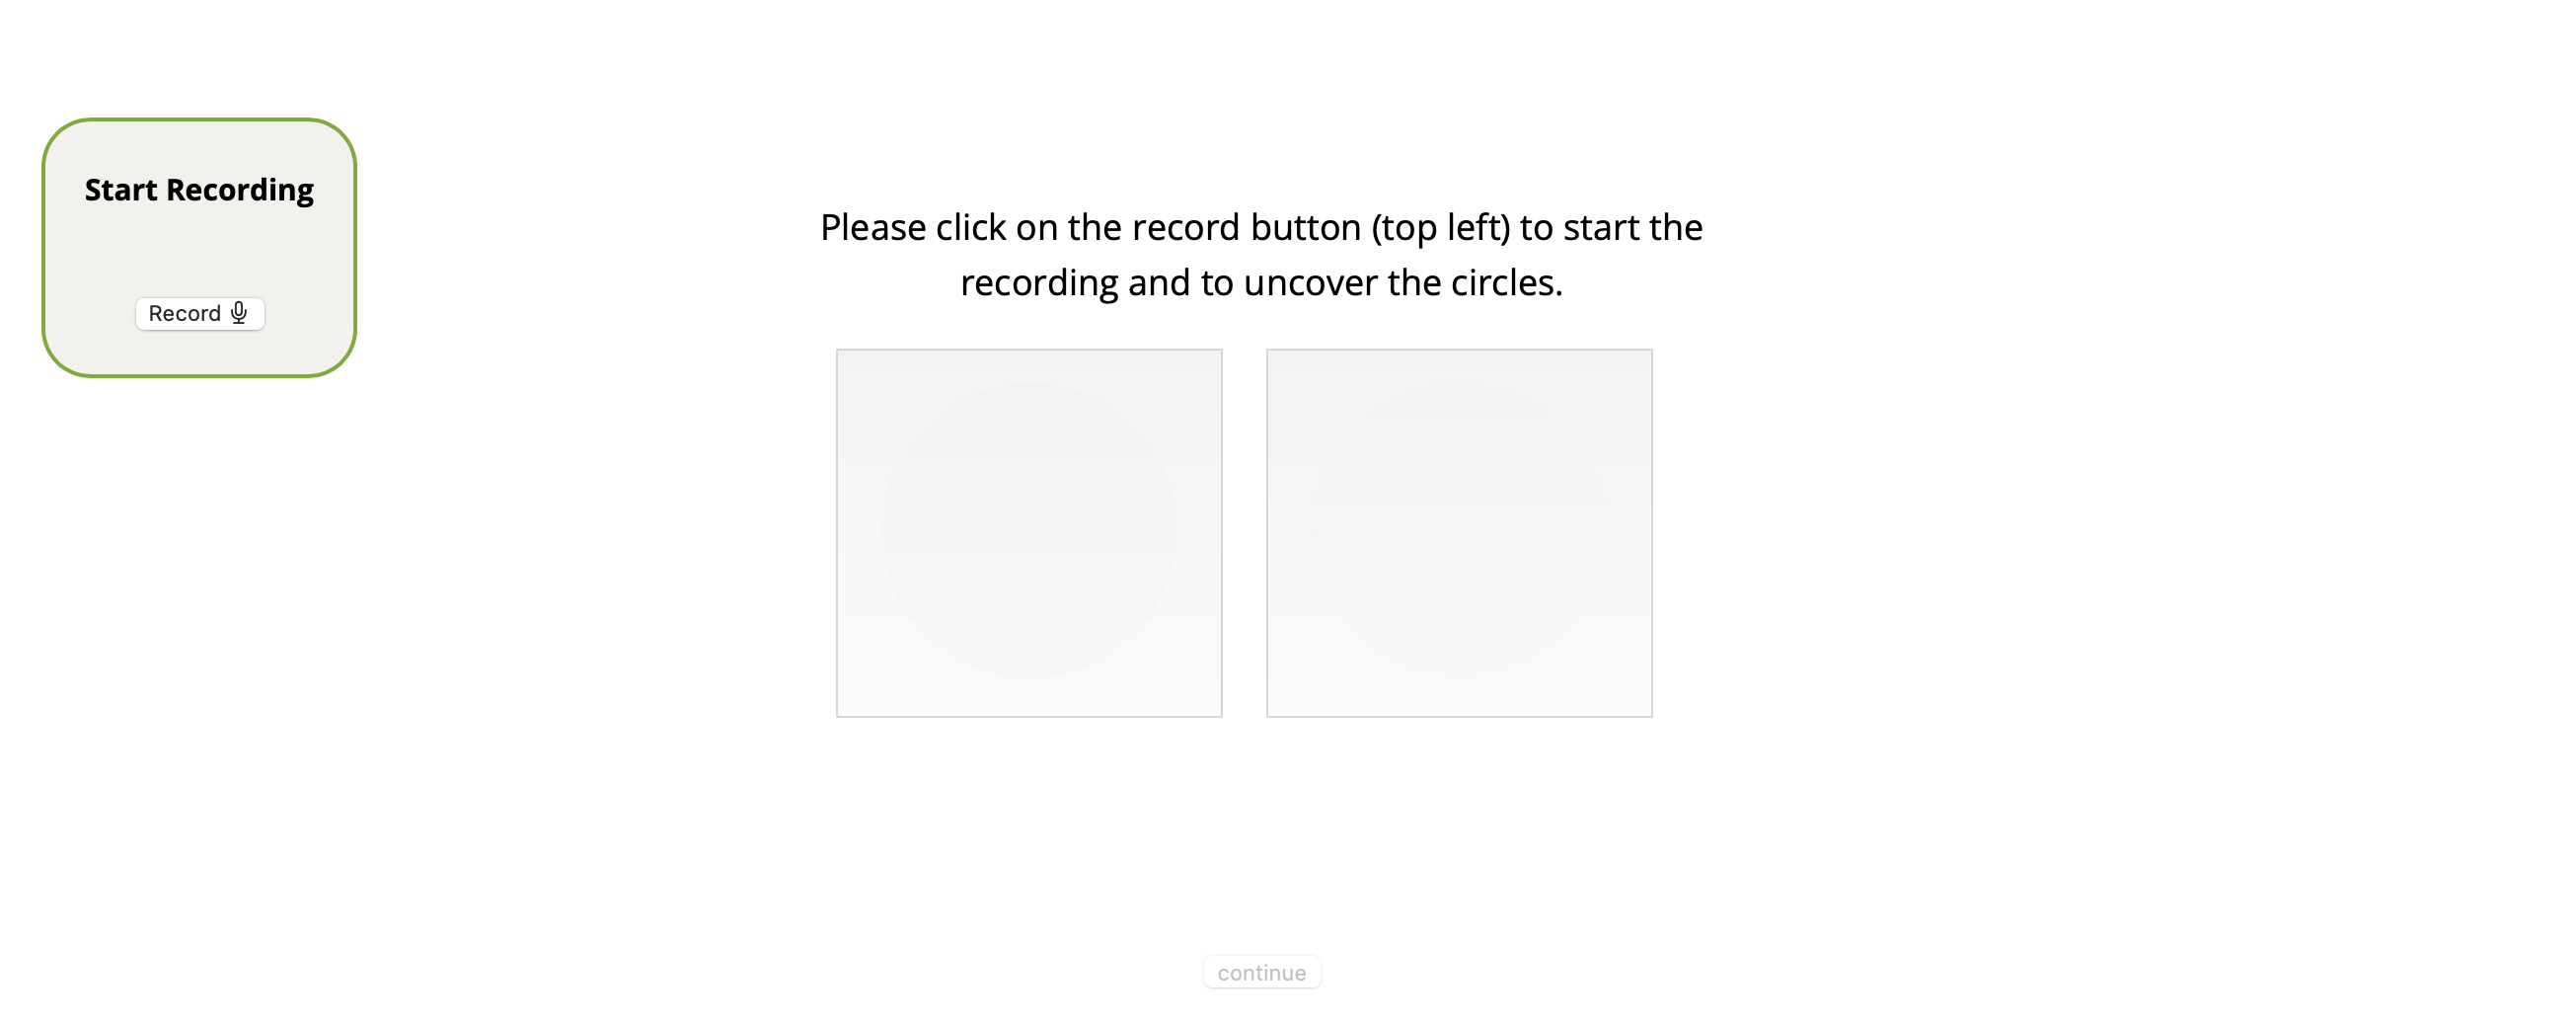 Start Recording
Record
Please click on the record button (top left) to start the
recording and to uncover the circles.
continue